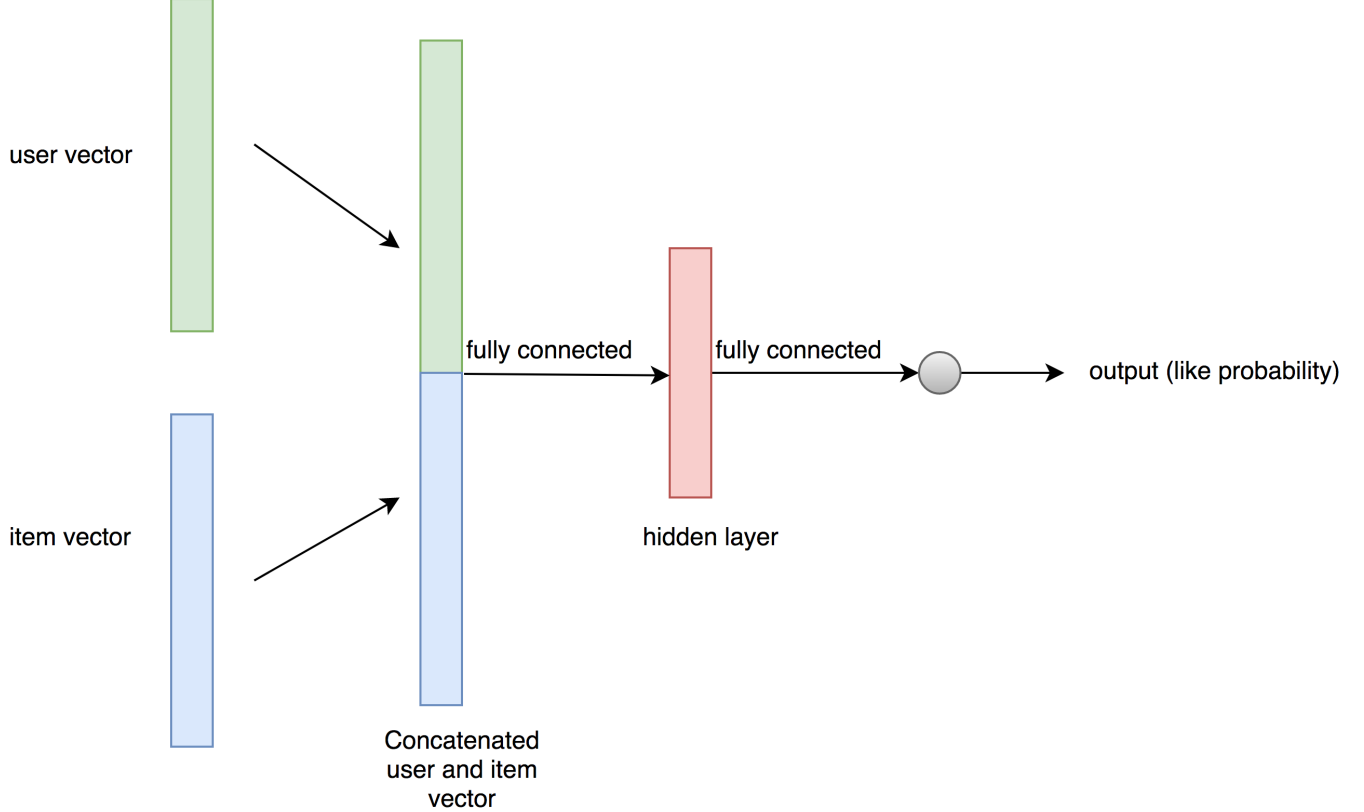 user vector
fully connected
fully connected
output (like probability)
item vector
hidden layer
Concatenated
user and item
vector